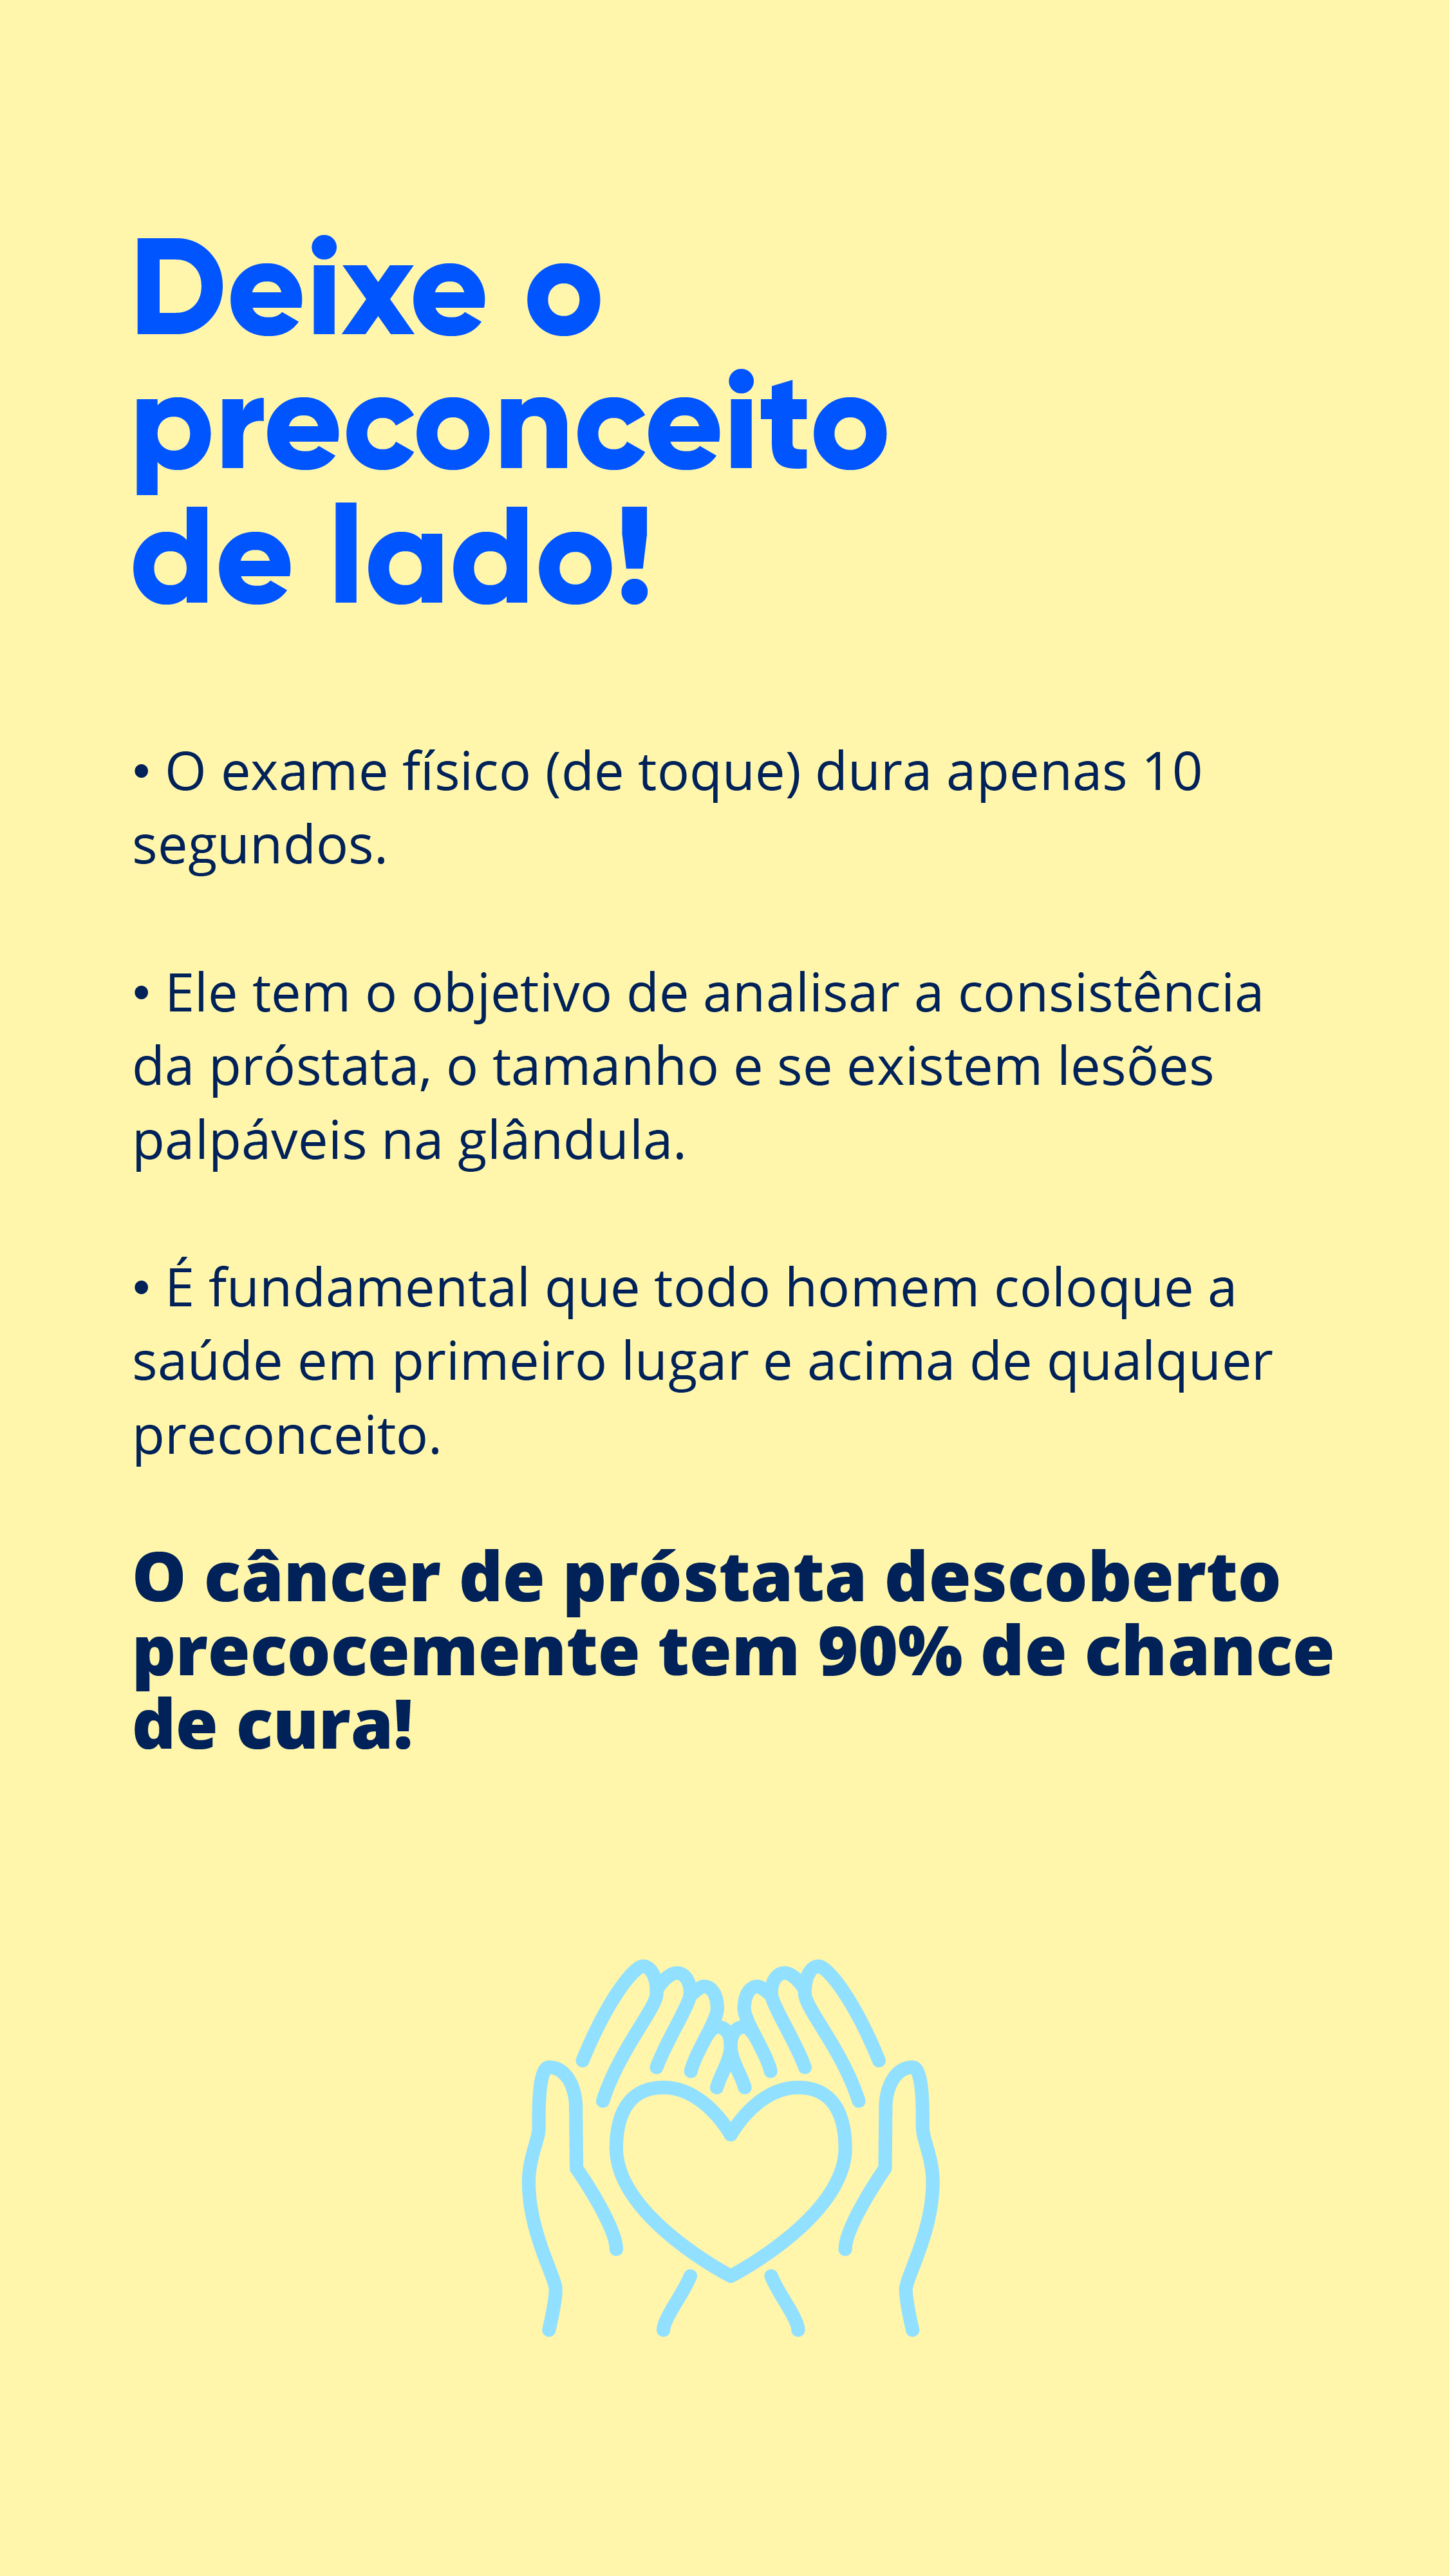 Deixe o
preconceito
de lado!
• O exame físico (de toque) dura apenas 10
segundos.
• Ele tem o objetivo de analisar a consistência
da próstata, o tamanho e se existem lesões
palpáveis na glândula.
• É fundamental que todo homem coloque a
saúde em primeiro lugar e acima de qualquer
preconceito.
O câncer de próstata descoberto
precocemente tem 90% de chance
de cura!